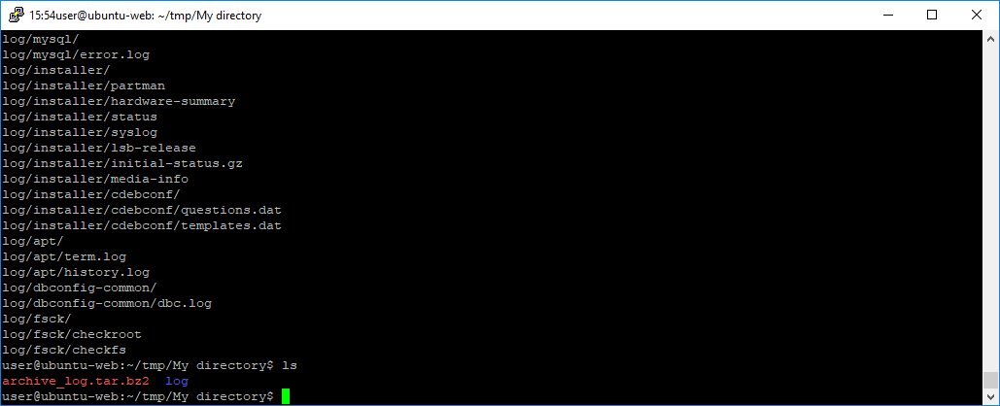 15:54user@ubuntu-web: ~/tmp/My directory
log/mysql/
log/mysql/error.log
log/installer/
log/installer/partman
log/installer/hardware-summary
log/installer/status
log/installer/syslog
log/installer/lsb-release
log/installer/initial-status.gz
log/installer/media-info
log/installer/cdebconf/
log/installer/cdebconf/questions.dat
log/installer/cdebconf/templates.dat
log/apt/
log/apt/term.log
log/apt/history.log
log/dbconfig-common/
log/dbconfig-common/dbc.log
log/fsck/
log/fsck/checkroot
log/fsck/checkfs
user@ubuntu-web:~/tmp/My directory$ ls
archive_log.tar.bz2  log
user@ubuntu-web:~/tmp/My directory$